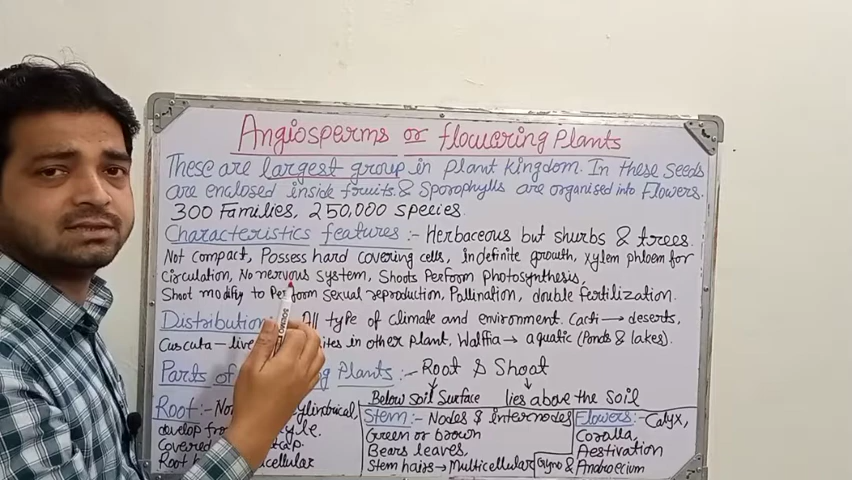 Angiosperms or flowering Plants
These are largest group in plant kingdom. In these seeds
are enclosed inside fruits. & Sporophylls are organised into Flowers.
300 Families, 250,000 species.
Characteristics features :- Herbaceous but shurbs & trees.
Not compact, Possess hard covering cells, indefinite growth, xylem phloem for
circulation, No nervous system, Shoots Perform Photosynthesis,
Shoot modify to Perform sexual reproduction, Pollination, double fertilization.
Distribution All type of climate and environment. Cacti → deserts,
Cuscuta - live in other plant, Walffia → aquatic (Ponds & lakes).
Parts of Plants :- Root & Shoot
Below Soil Surface lies above the soil
Root :- cylindrical,
develop
Covered
Root
Stem :- Nodes & internodes
Green or brown
Bears leaves,
Stem hairs → Multicellular
Flowers :- Calyx,
Corolla,
Aestivation
Gyno & Androecium